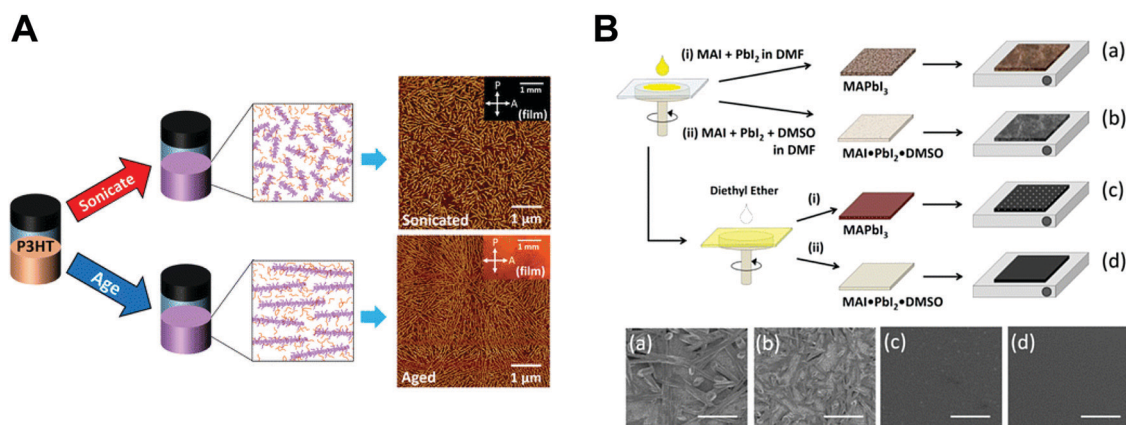 A
P3HT
Sonicate
Age
P
A
1 mm
(film)
Sonicated
1 μm
P
A
1 mm
(film)
Aged
1 μm
B
(i) MAI + PbI₂ in DMF
(ii) MAI + PbI₂ + DMSO
in DMF
MAPbI₃
(a)
MAI•PbI₂•DMSO
(b)
Diethyl Ether
(i)
MAPbI₃
(c)
(ii)
MAI•PbI₂•DMSO
(d)
(a)
(b)
(c)
(d)